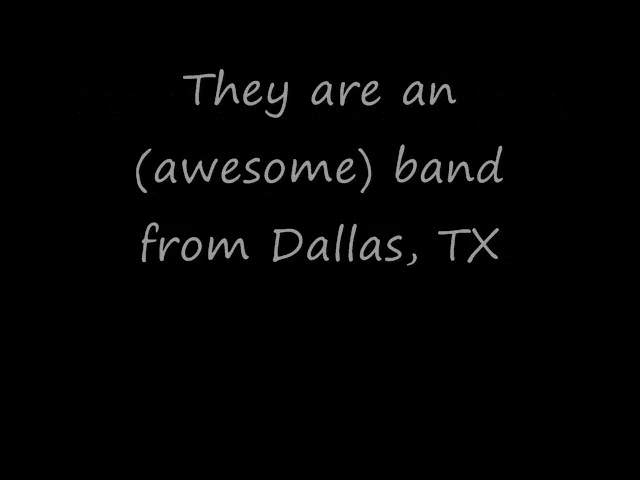 They are an
(awesome) band
from Dallas, TX